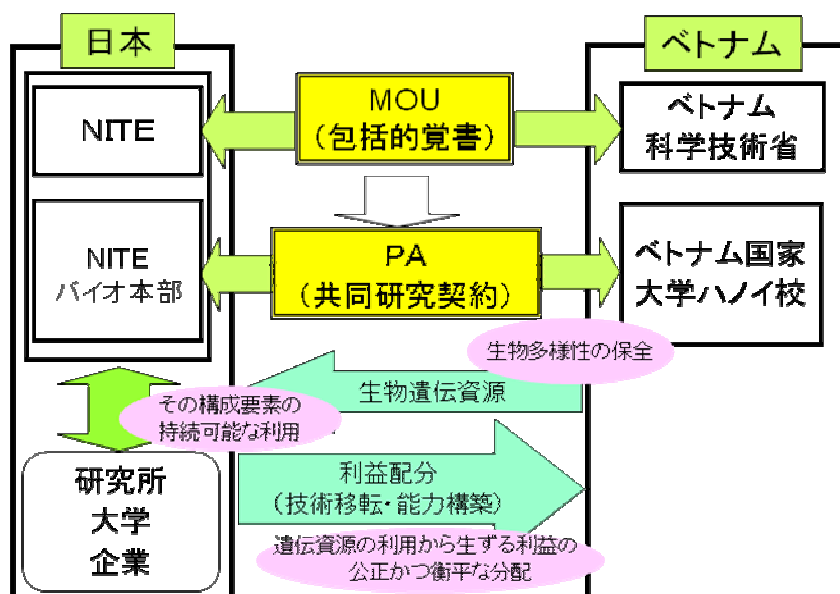 日本
ベトナム
NITE
MOU
(包括的覚書)
ベトナム
科学技術省
NITE
バイオ本部
PA
(共同研究契約)
ベトナム国家
大学ハノイ校
生物多様性の保全
生物遺伝資源
その構成要素の
持続可能な利用
研究所
大学
企業
利益配分
(技術移転・能力構築)
遺伝資源の利用から生ずる利益の
公正かつ衡平な分配